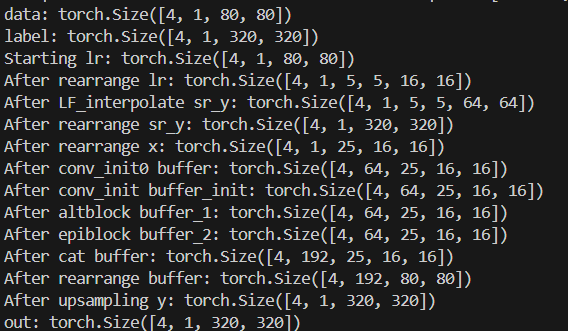 data: torch.Size([4, 1, 80, 80])
label: torch.Size([4, 1, 320, 320])
Starting lr: torch.Size([4, 1, 80, 80])
After rearrange lr: torch.Size([4, 1, 5, 5, 16, 16])
After LF_interpolate sr_y: torch.Size([4, 1, 5, 5, 64, 64])
After rearrange sr_y: torch.Size([4, 1, 320, 320])
After rearrange x: torch.Size([4, 1, 25, 16, 16])
After conv_init0 buffer: torch.Size([4, 64, 25, 16, 16])
After conv_init buffer_init: torch.Size([4, 64, 25, 16, 16])
After altblock buffer_1: torch.Size([4, 64, 25, 16, 16])
After epiblock buffer_2: torch.Size([4, 64, 25, 16, 16])
After cat buffer: torch.Size([4, 192, 25, 16, 16])
After rearrange buffer: torch.Size([4, 192, 80, 80])
After upsampling y: torch.Size([4, 1, 320, 320])
out: torch.Size([4, 1, 320, 320])